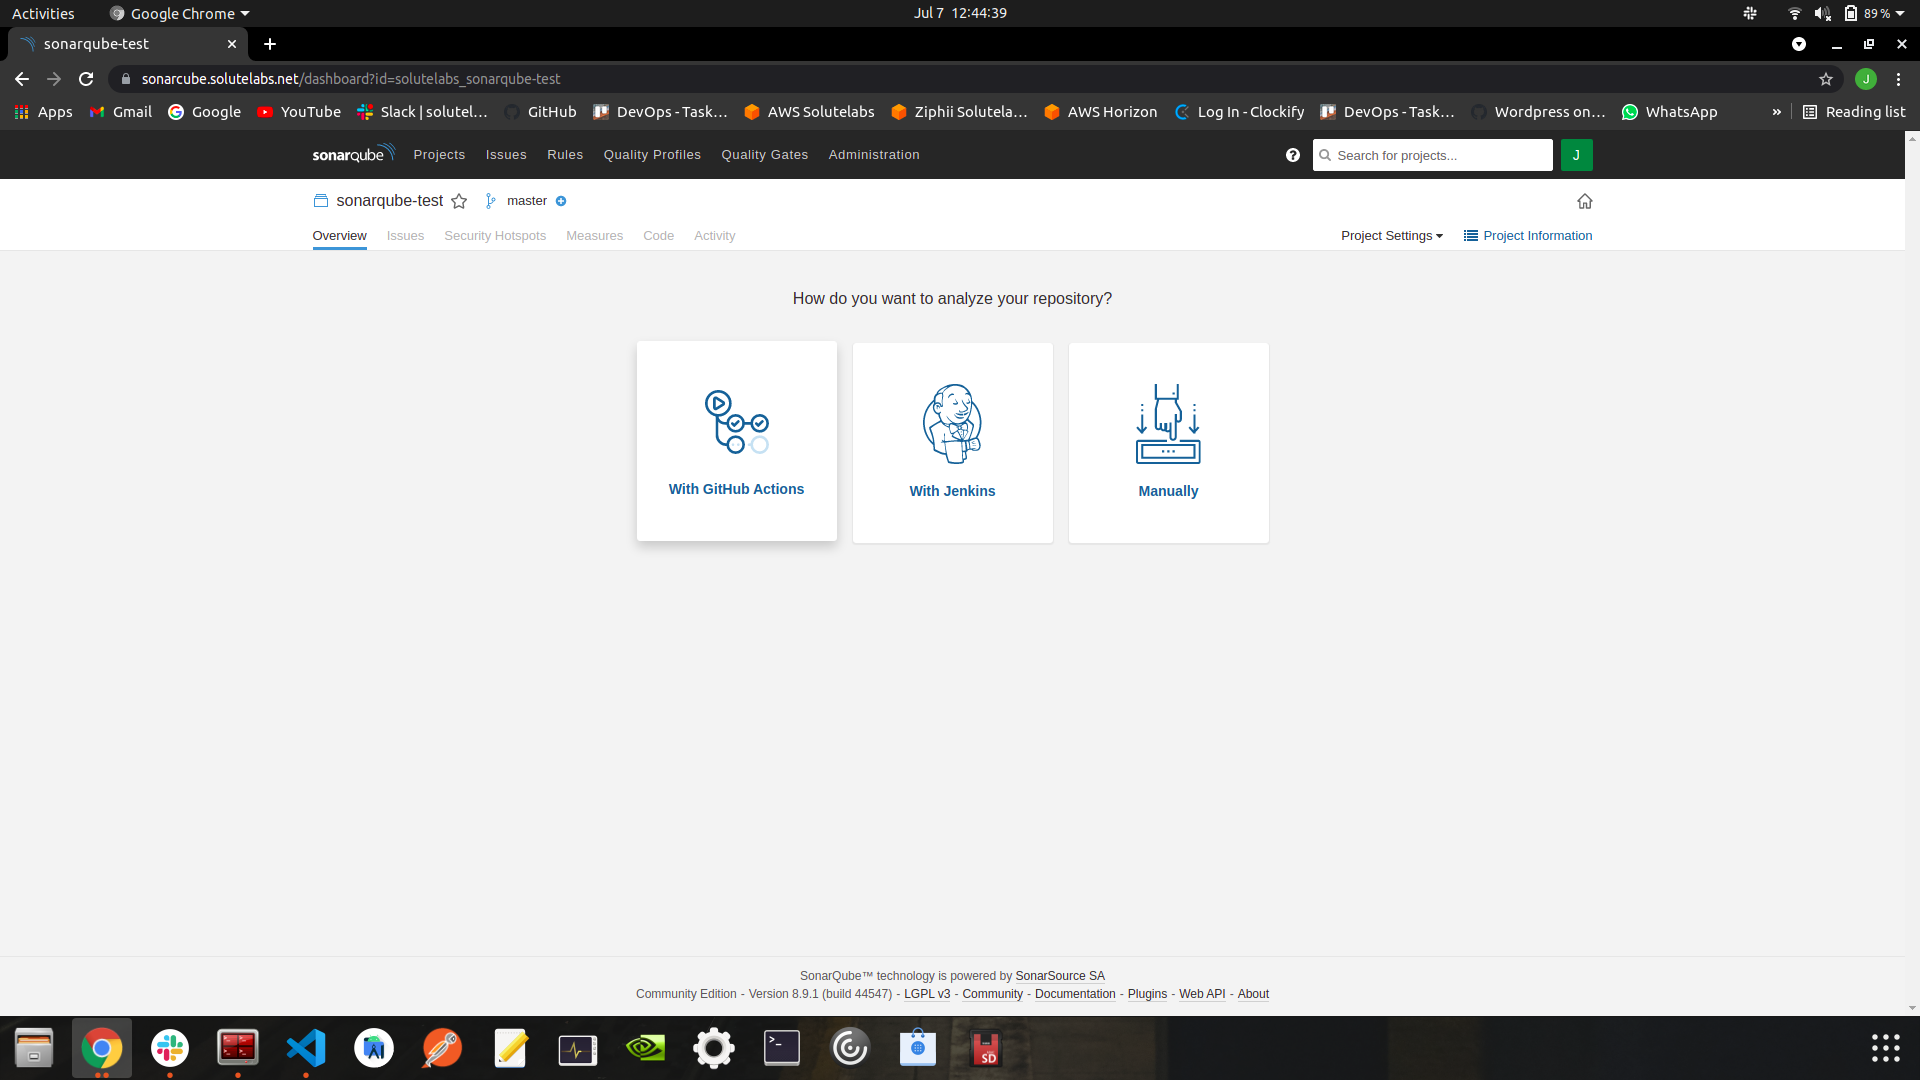 Activities
Google Chrome
Jul 7 12:44:39
89 %
sonarqube-test
sonarcube.solutelabs.net/dashboard?id=solutelabs_sonarqube-test
J
Apps
Gmail
Google
YouTube
Slack | solutel...
GitHub
DevOps - Task...
AWS Solutelabs
Ziphii Solutela...
AWS Horizon
Log In - Clockify
DevOps - Task...
Wordpress on...
WhatsApp
»
Reading list
sonarqube
Projects
Issues
Rules
Quality Profiles
Quality Gates
Administration
Search for projects...
J
sonarqube-test
master
Overview
Issues
Security Hotspots
Measures
Code
Activity
Project Settings
Project Information
How do you want to analyze your repository?
With GitHub Actions
With Jenkins
Manually
SonarQube™ technology is powered by SonarSource SA
Community Edition - Version 8.9.1 (build 44547) - LGPL v3 - Community - Documentation - Plugins - Web API - About
SD